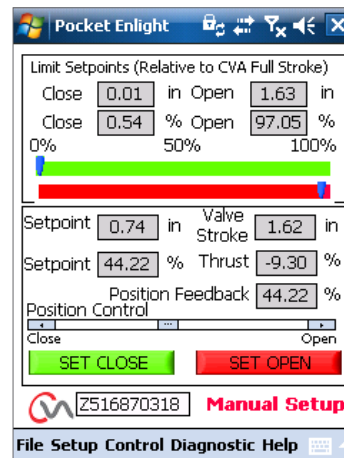 Pocket Enlight
Limit Setpoints (Relative to CVA Full Stroke)
Close 0.01 in Open 1.63 in
Close 0.54 % Open 97.05 %
0% 50% 100%
Setpoint 0.74 in Valve Stroke 1.62 in
Setpoint 44.22 % Thrust -9.30 %
Position Feedback 44.22 %
Position Control
Close Open
SET CLOSE SET OPEN
Z516870318 Manual Setup
File Setup Control Diagnostic Help